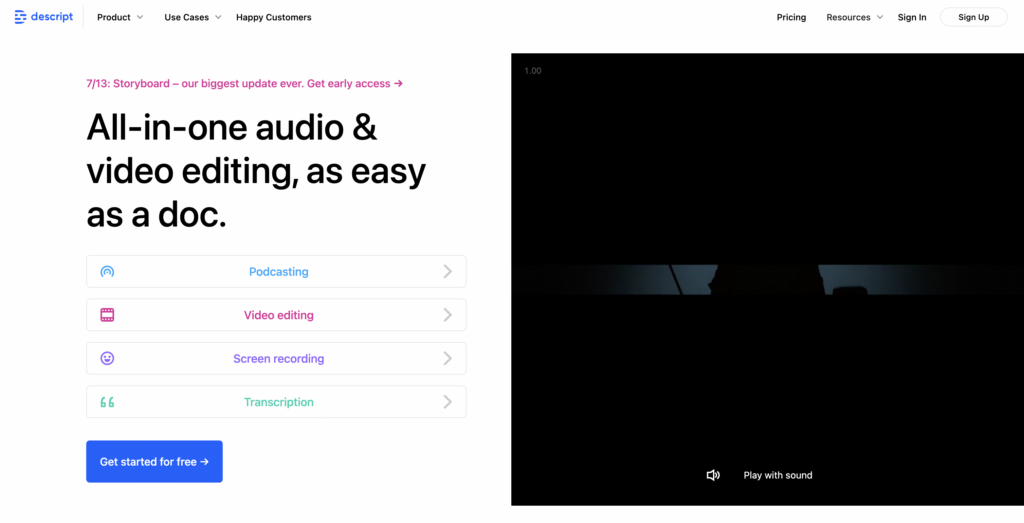 descript
Product
Use Cases
Happy Customers
Pricing
Resources
Sign In
Sign Up
7/13: Storyboard – our biggest update ever. Get early access →
All-in-one audio &
video editing, as easy
as a doc.
Podcasting
Video editing
Screen recording
Transcription
Get started for free →
1.00
Play with sound